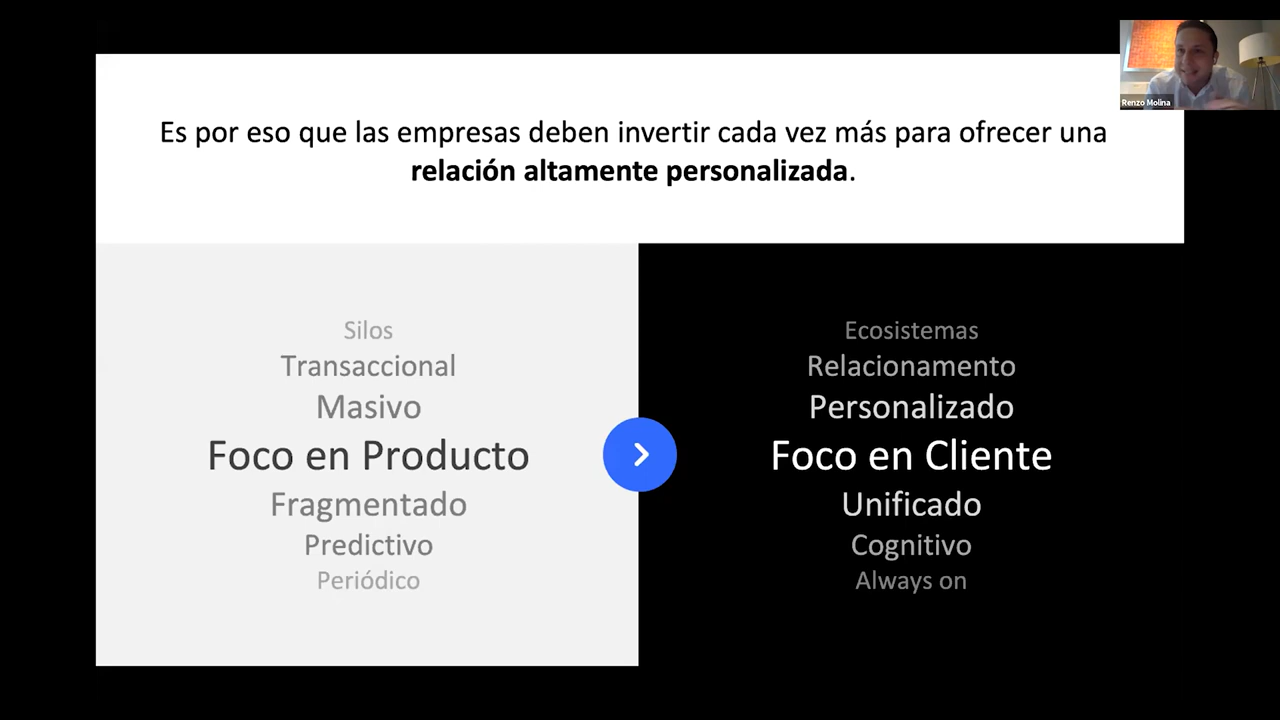 Renzo Molina
Es por eso que las empresas deben invertir cada vez más para ofrecer una
relación altamente personalizada.
Silos
Transaccional
Masivo
Foco en Producto
Fragmentado
Predictivo
Periódico
Ecosistemas
Relacionamento
Personalizado
Foco en Cliente
Unificado
Cognitivo
Always on